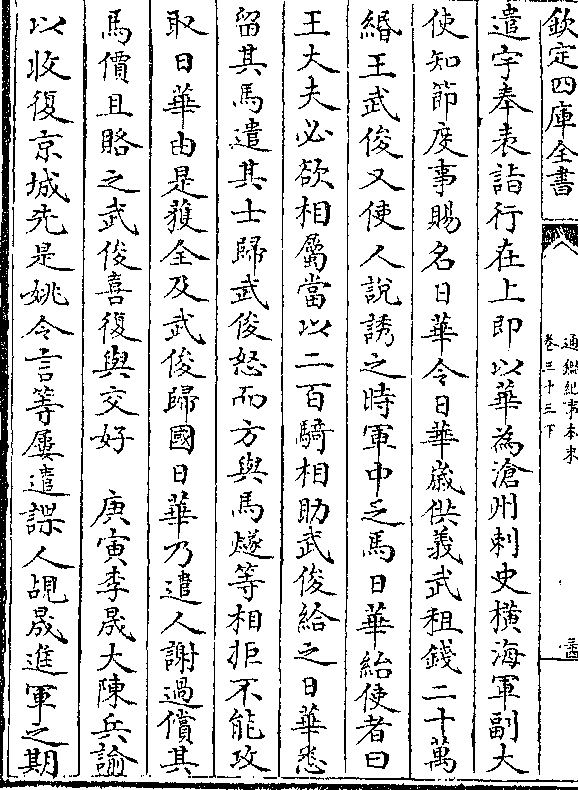 欽定四庫全書
通鑑紀事本末
卷三十三下
遣宇奉表詣行在上即以華為滄州刺史橫海軍副大
使知節度事賜名日華令日華歲供義武租錢二十萬
緡王武俊又使人說誘之時軍中乏馬日華紿使者曰
王大夫必欲相屬當以二百騎相助武俊給之日華悉
留其馬遣其士歸武俊怒而方與馬燧等相拒不能攻
取日華由是獲全及武俊歸國日華乃遣人謝過償其
馬價且賂之武俊喜復與交好　庚寅李晟大陳兵諭
以收復京城先是姚令言等屢遣諜人覘晟進軍之期